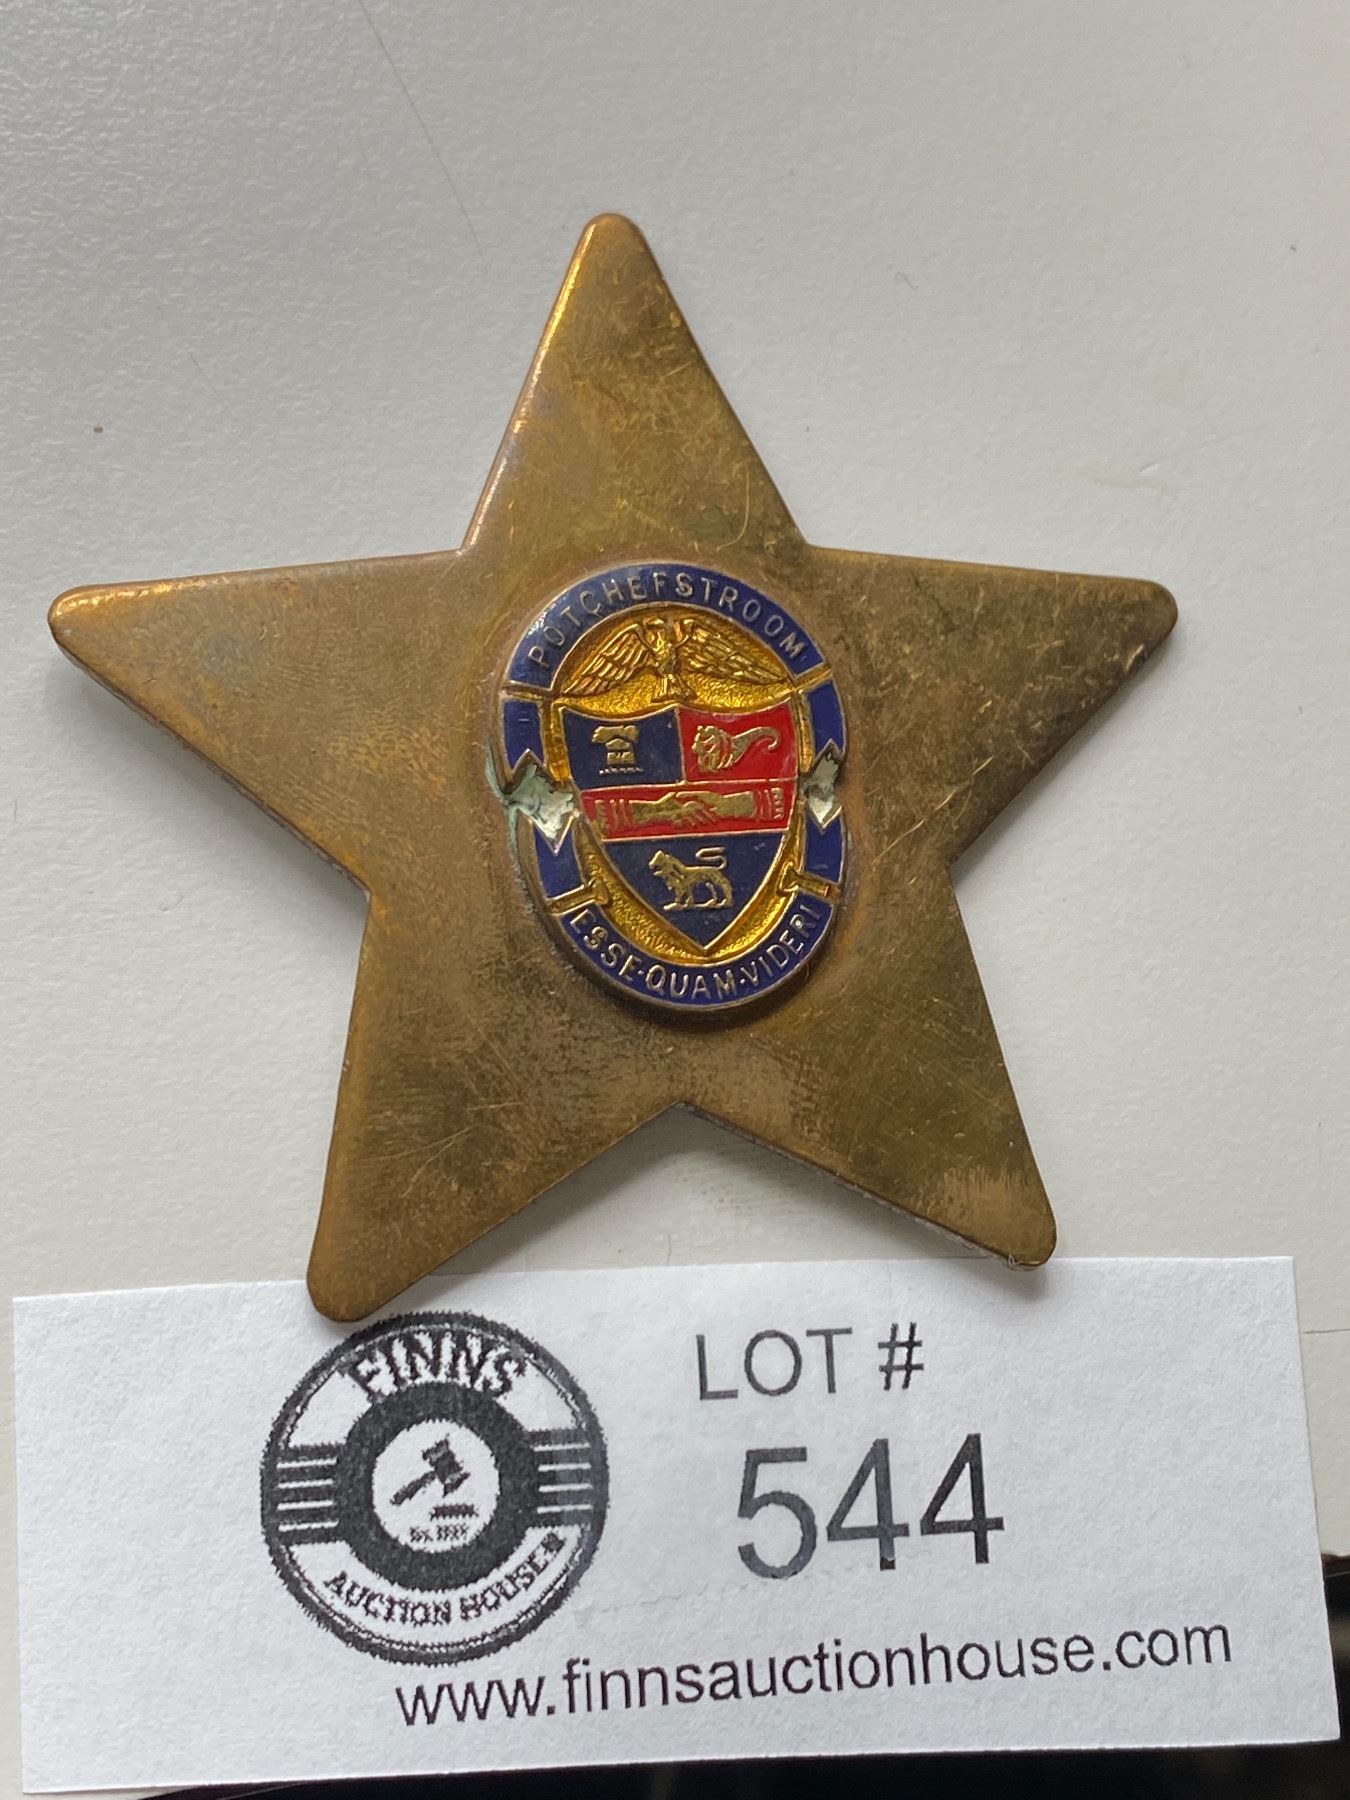 POTCHEFSTROOM
ESSE·QUAM·VIDERI
FINNS
AUCTION HOUSE
LOT #
544
www.finnsauctionhouse.com